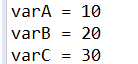 varA = 10
varB = 20
varC = 30